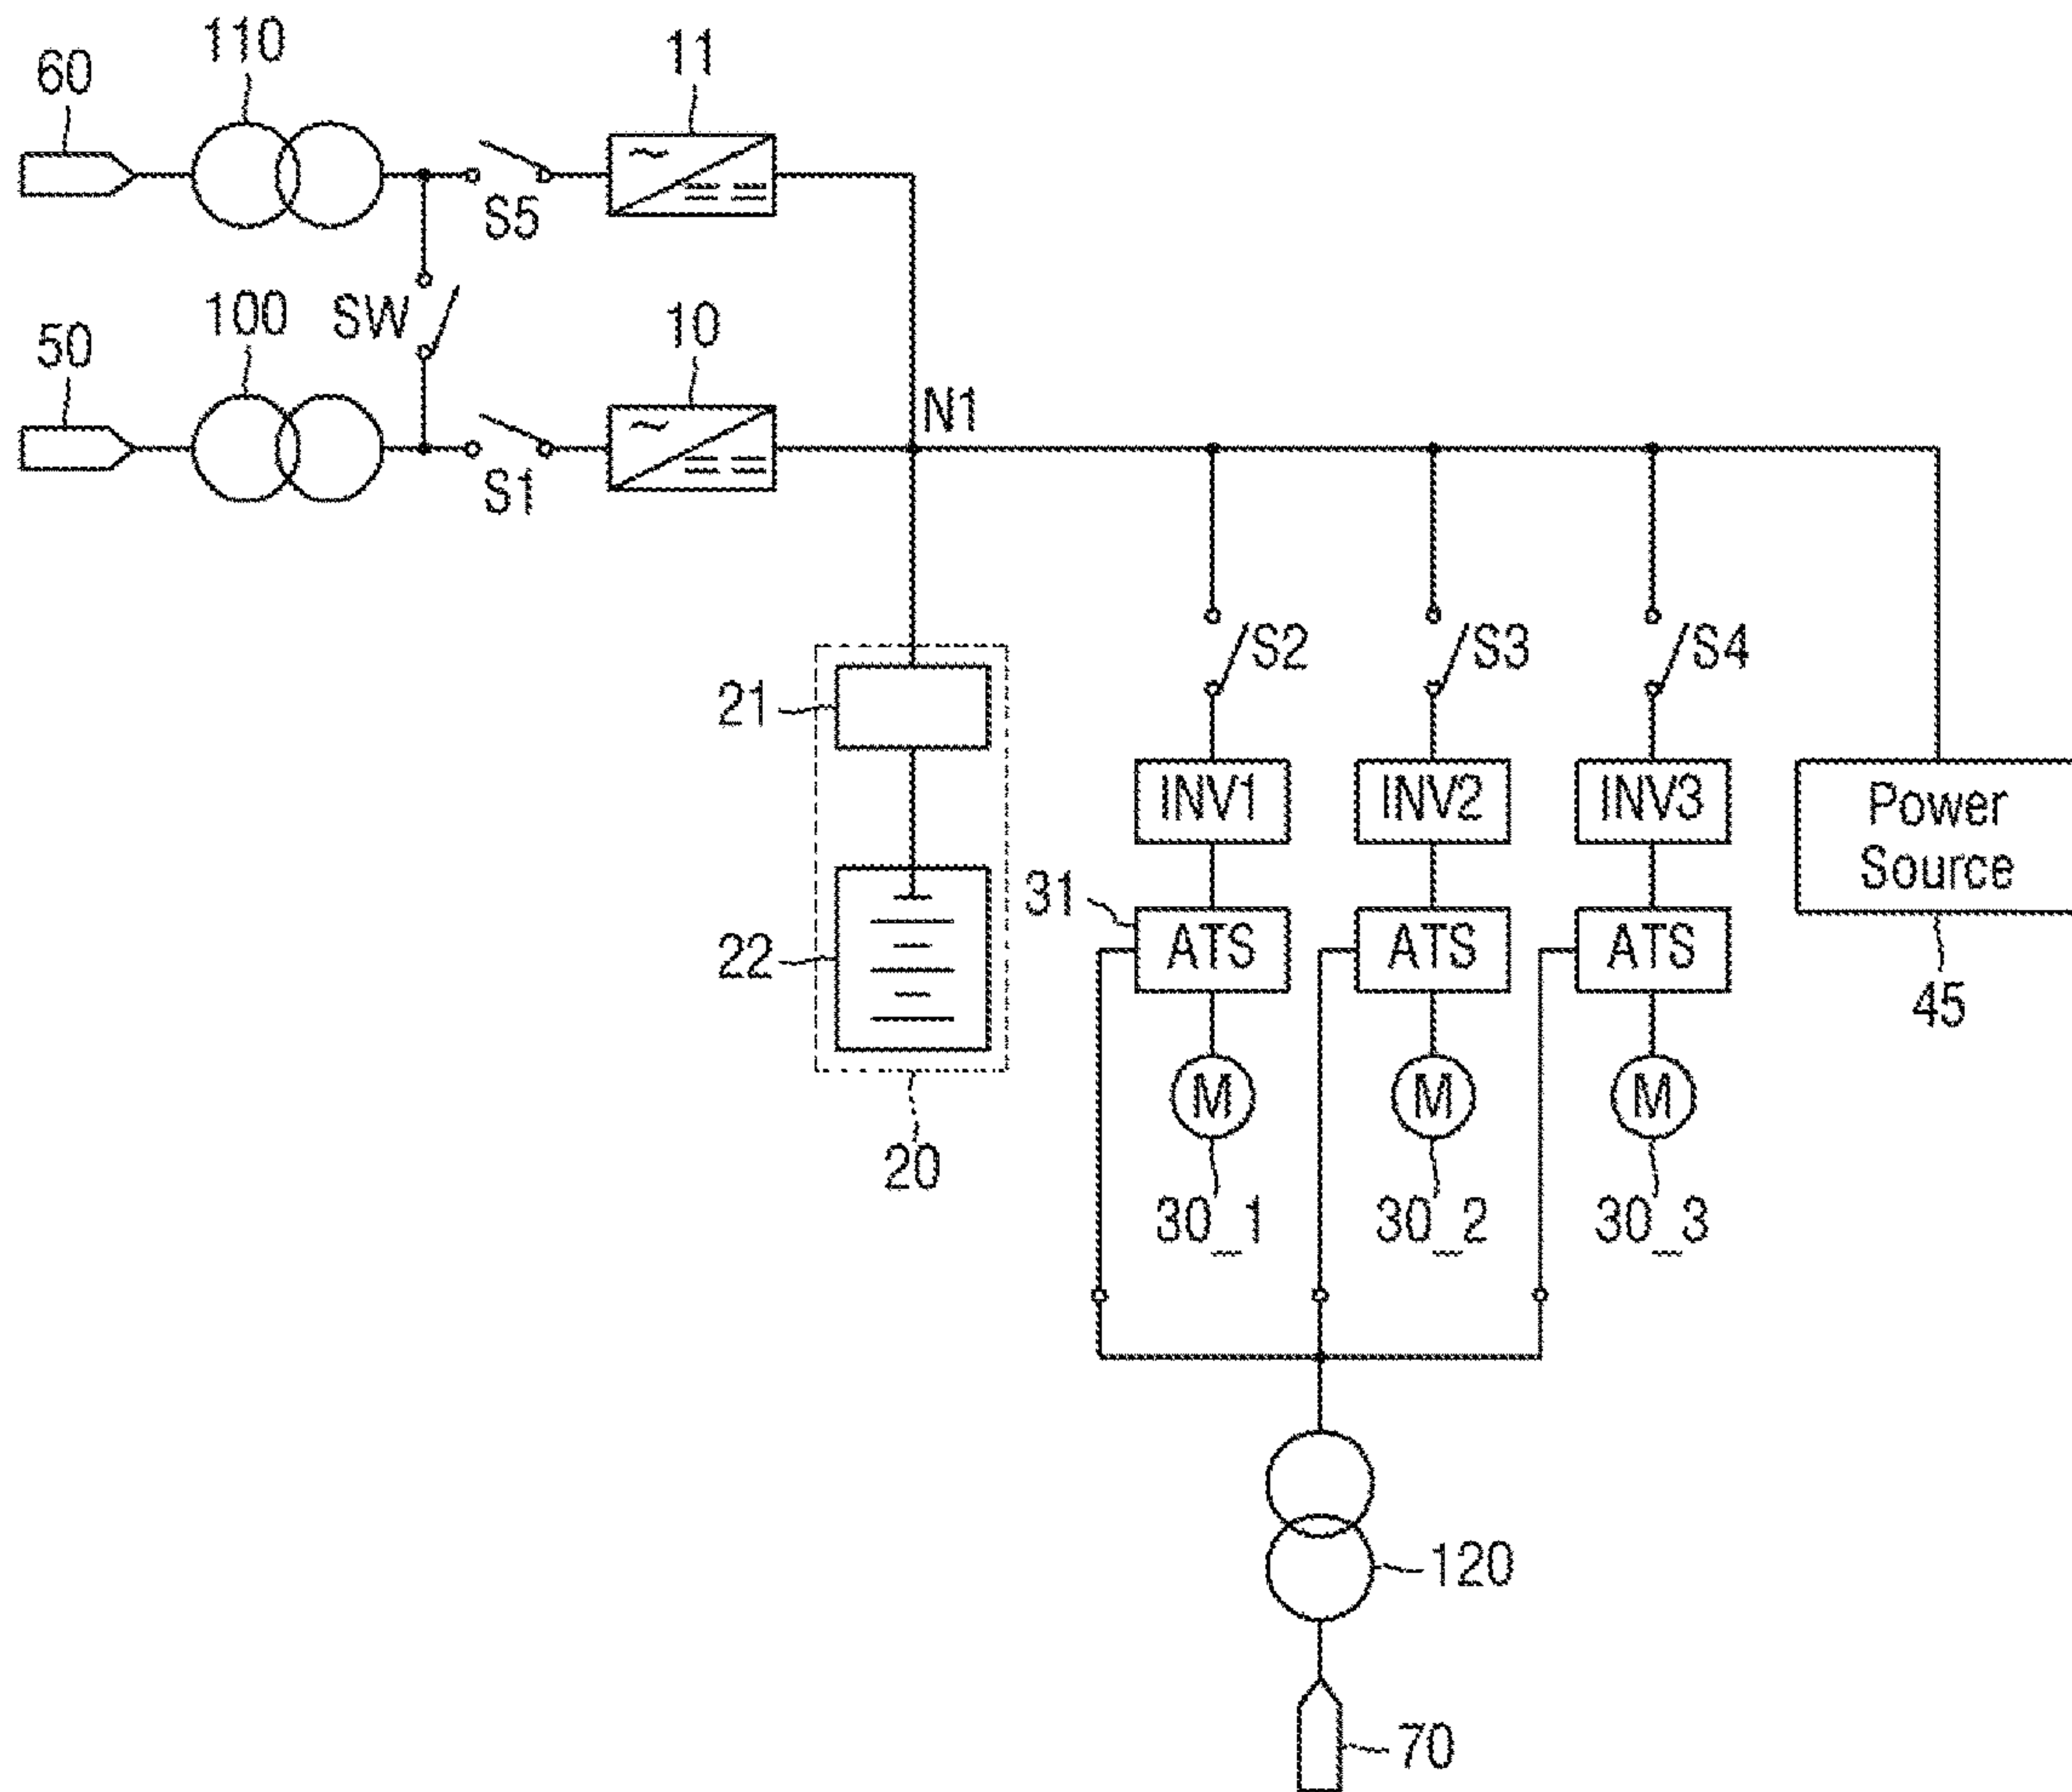 110
11
60
S5
100
SW
10
50
N1
S1
S2
S3
S4
21
INV1
INV2
INV3
Power
Source
31
ATS
ATS
ATS
22
45
M
M
M
20
30_1
30_2
30_3
120
70